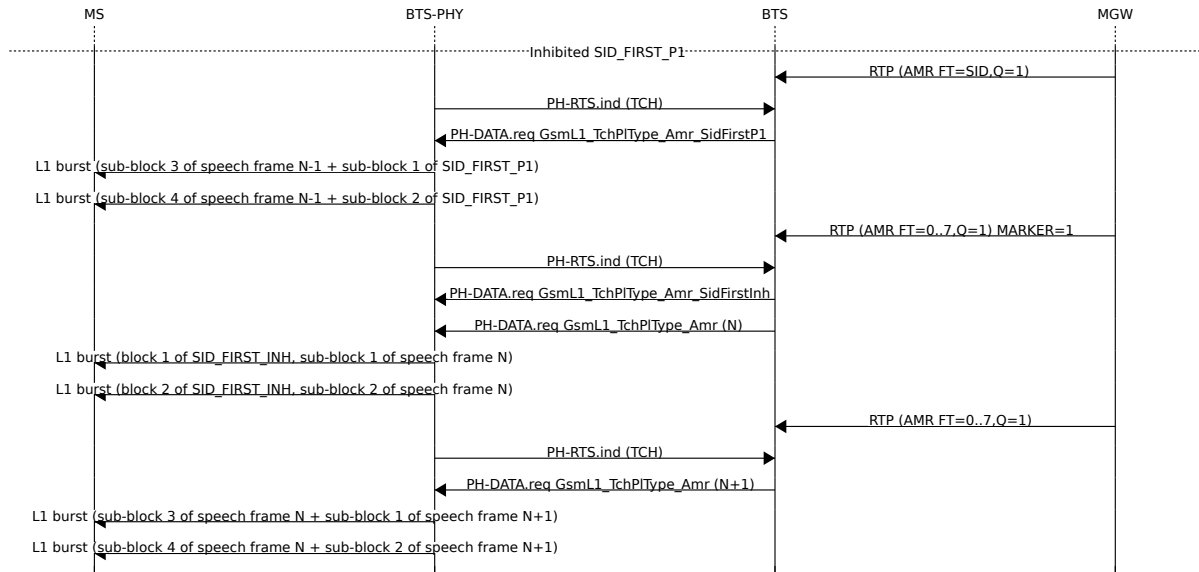 MS BTS-PHY BTS MGW
Inhibited SID_FIRST_P1
RTP (AMR FT=SID,Q=1)
PH-RTS.ind (TCH)
PH-DATA.req GsmL1_TchPlType_Amr_SidFirstP1
L1 burst (sub-block 3 of speech frame N-1 + sub-block 1 of SID_FIRST_P1)
L1 burst (sub-block 4 of speech frame N-1 + sub-block 2 of SID_FIRST_P1)
RTP (AMR FT=0..7,Q=1) MARKER=1
PH-RTS.ind (TCH)
PH-DATA.req GsmL1_TchPlType_Amr_SidFirstInh
PH-DATA.req GsmL1_TchPlType_Amr (N)
L1 burst (block 1 of SID_FIRST_INH, sub-block 1 of speech frame N)
L1 burst (block 2 of SID_FIRST_INH, sub-block 2 of speech frame N)
RTP (AMR FT=0..7,Q=1)
PH-RTS.ind (TCH)
PH-DATA.req GsmL1_TchPlType_Amr (N+1)
L1 burst (sub-block 3 of speech frame N + sub-block 1 of speech frame N+1)
L1 burst (sub-block 4 of speech frame N + sub-block 2 of speech frame N+1)